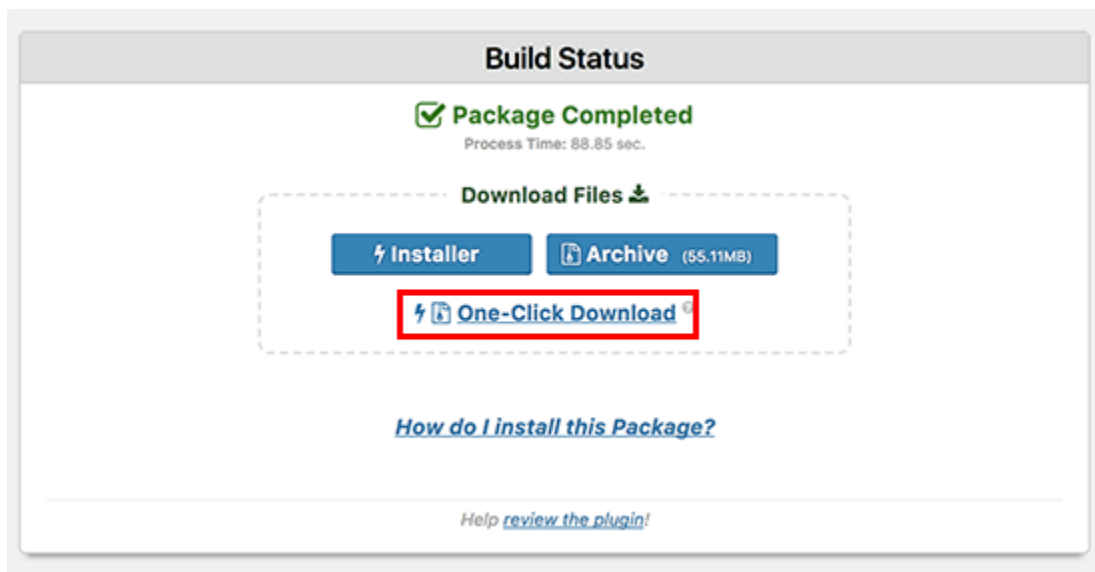 Build Status
Package Completed
Process Time: 88.85 sec.
Download Files
Installer
Archive (55.11MB)
One-Click Download
How do I install this Package?
Help review the plugin!